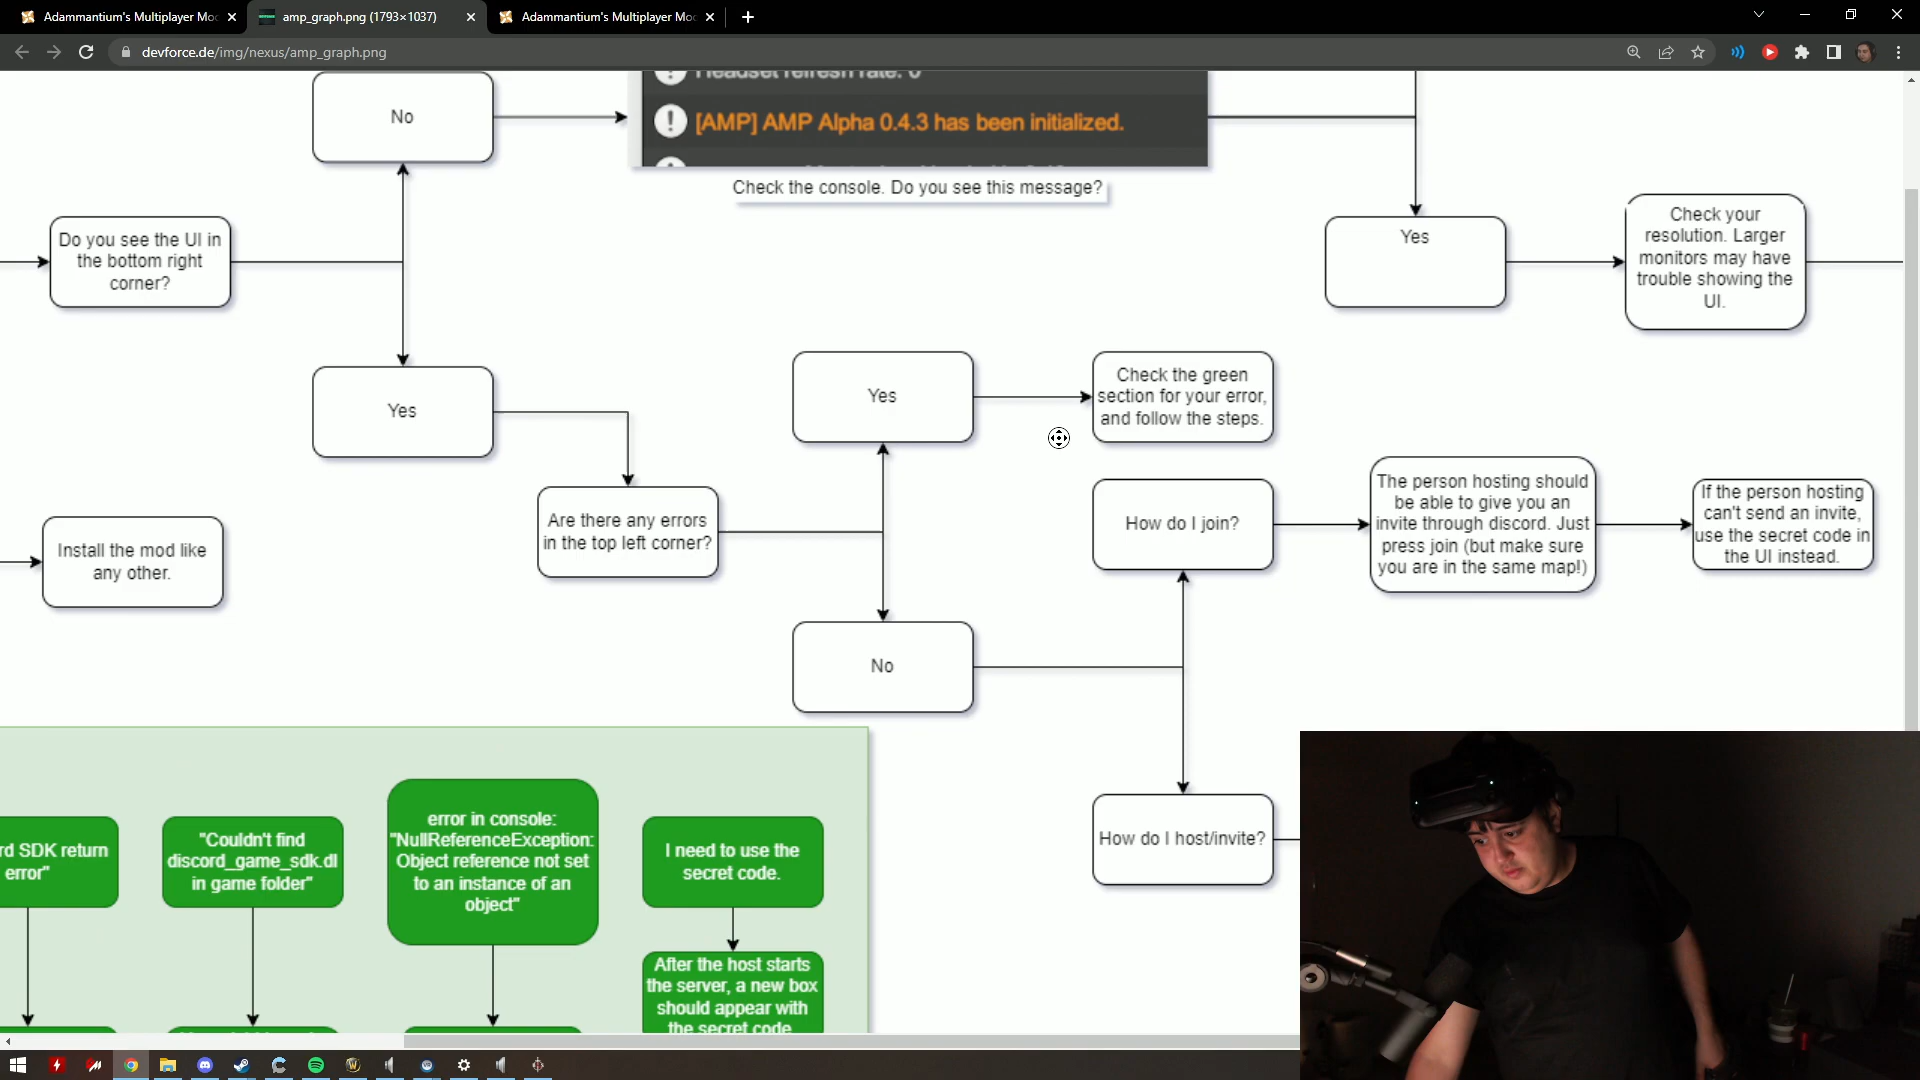 Adammantium's Multiplayer Mo
amp_graph.png (1793×1037)
Adammantium's Multiplayer Mo
devforce.de/img/nexus/amp_graph.png
Headset refresh rate: 0
No
[AMP] AMP Alpha 0.4.3 has been initialized.
Check the console. Do you see this message?
Do you see the UI in
the bottom right
corner?
Yes
Check your
resolution. Larger
monitors may have
trouble showing the
UI.
Yes
Yes
Check the green
section for your error,
and follow the steps.
Are there any errors
in the top left corner?
How do I join?
The person hosting should
be able to give you an
invite through discord. Just
press join (but make sure
you are in the same map!)
If the person hosting
can't send an invite,
use the secret code in
the UI instead.
Install the mod like
any other.
No
How do I host/invite?
rd SDK return
error"
"Couldn't find
discord_game_sdk.dl
in game folder"
error in console:
"NullReferenceException:
Object reference not set
to an instance of an
object"
I need to use the
secret code.
After the host starts
the server, a new box
should appear with
the secret code